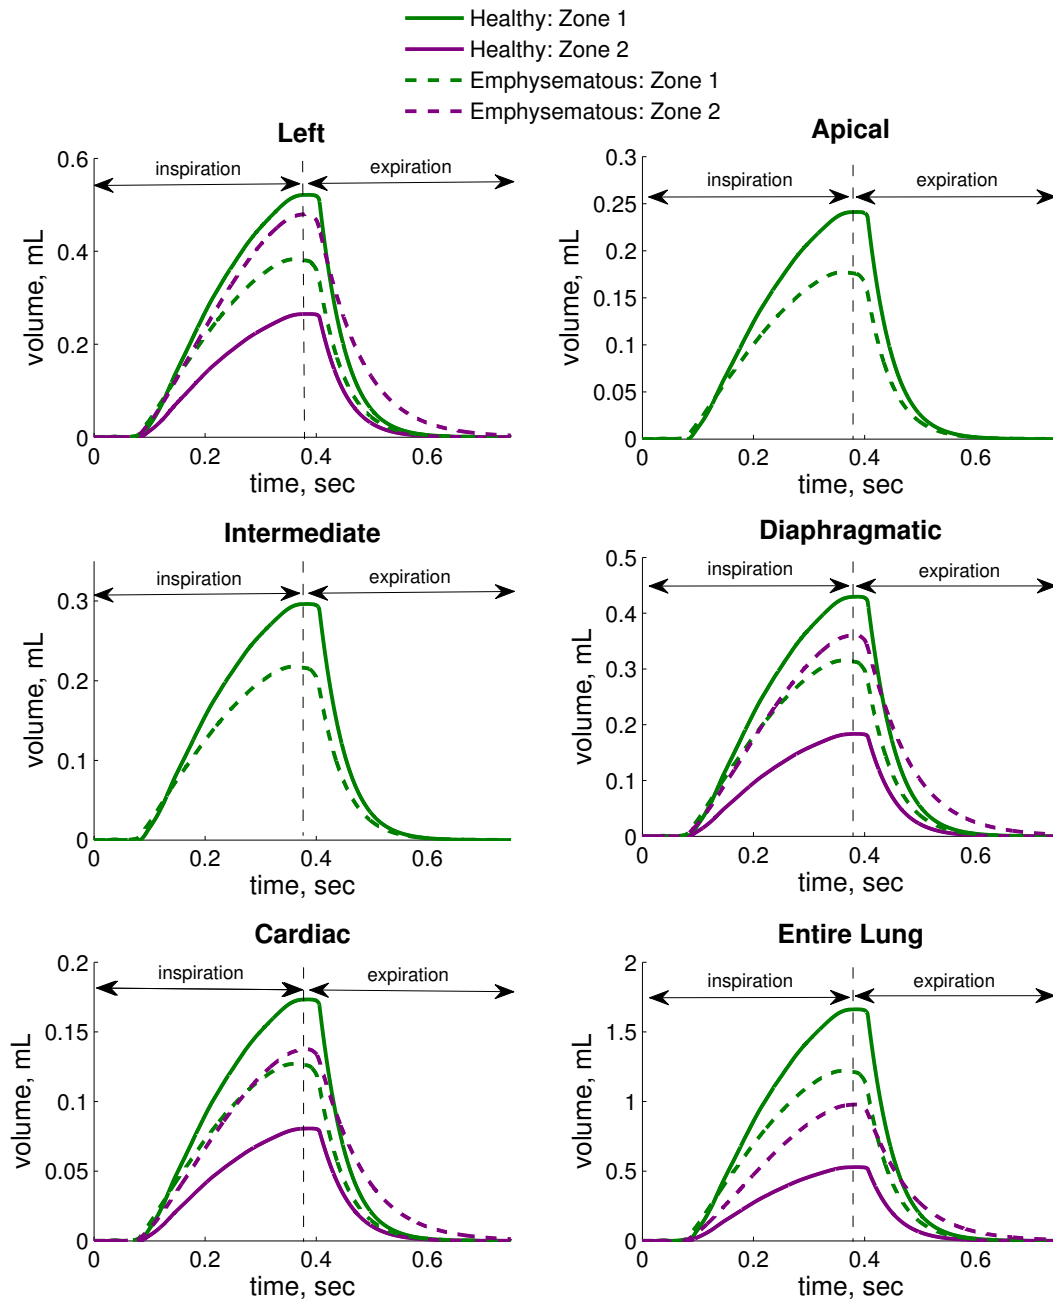 Healthy: Zone 1
Healthy: Zone 2
Emphysematous: Zone 1
Emphysematous: Zone 2
Left
inspiration
expiration
volume, mL
0.6
0.4
0.2
0
0 0.2 0.4 0.6
time, sec
Apical
inspiration
expiration
volume, mL
0.3
0.25
0.2
0.15
0.1
0.05
0
0 0.2 0.4 0.6
time, sec
Intermediate
inspiration
expiration
volume, mL
0.3
0.2
0.1
0
0 0.2 0.4 0.6
time, sec
Diaphragmatic
inspiration
expiration
volume, mL
0.5
0.4
0.3
0.2
0.1
0
0 0.2 0.4 0.6
time, sec
Cardiac
inspiration
expiration
volume, mL
0.2
0.15
0.1
0.05
0
0 0.2 0.4 0.6
time, sec
Entire Lung
inspiration
expiration
volume, mL
2
1.5
1
0.5
0
0 0.2 0.4 0.6
time, sec